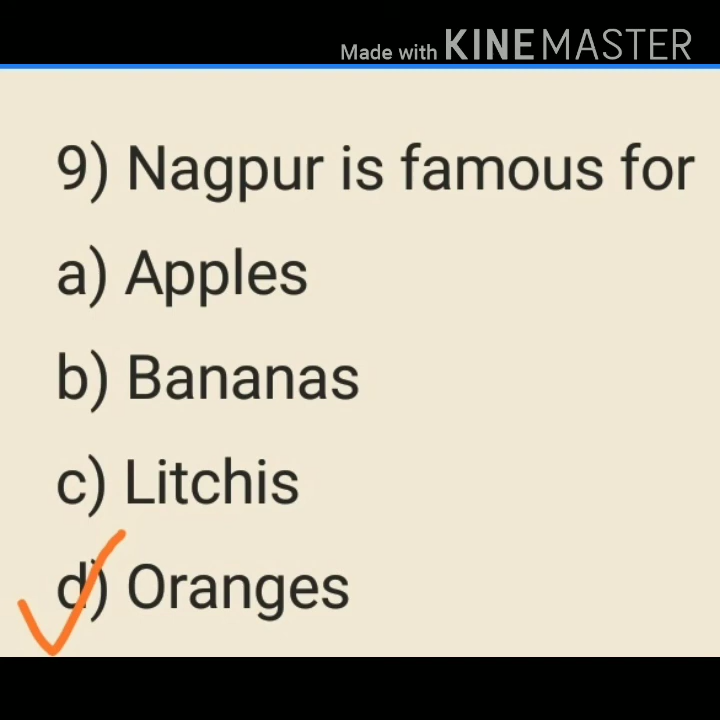 Made with KINEMASTER
9) Nagpur is famous for
a) Apples
b) Bananas
c) Litchis
d) Oranges